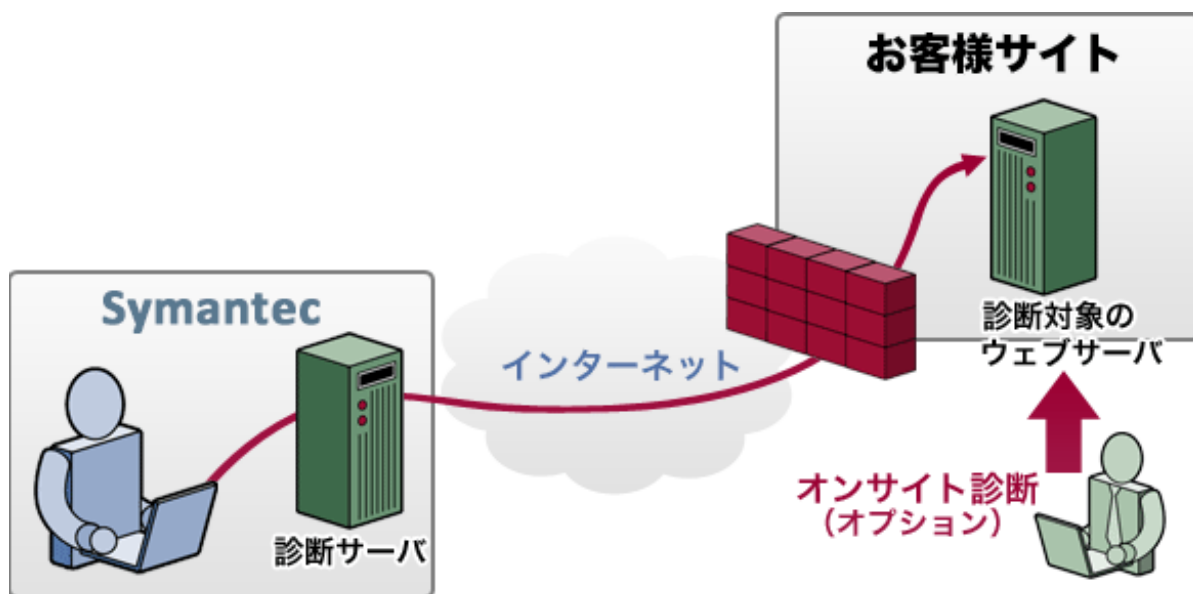 お客様サイト
診断対象の
ウェブサーバ
Symantec
インターネット
診断サーバ
オンサイト診断
（オプション）